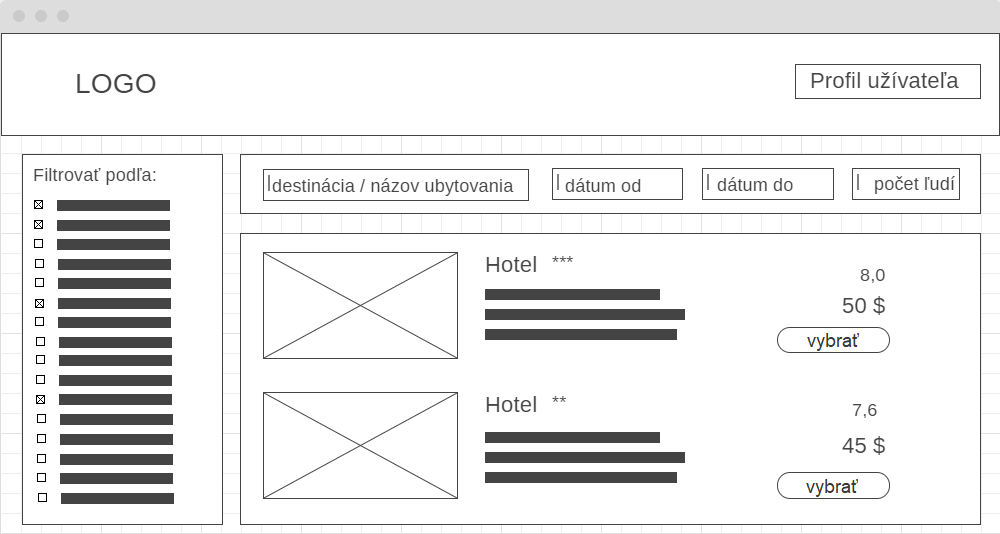 LOGO
Profil užívateľa
Filtrovať podľa:
destinácia / názov ubytovania
dátum od
dátum do
počet ľudí
Hotel ***
8,0
50 $
vybrať
Hotel **
7,6
45 $
vybrať